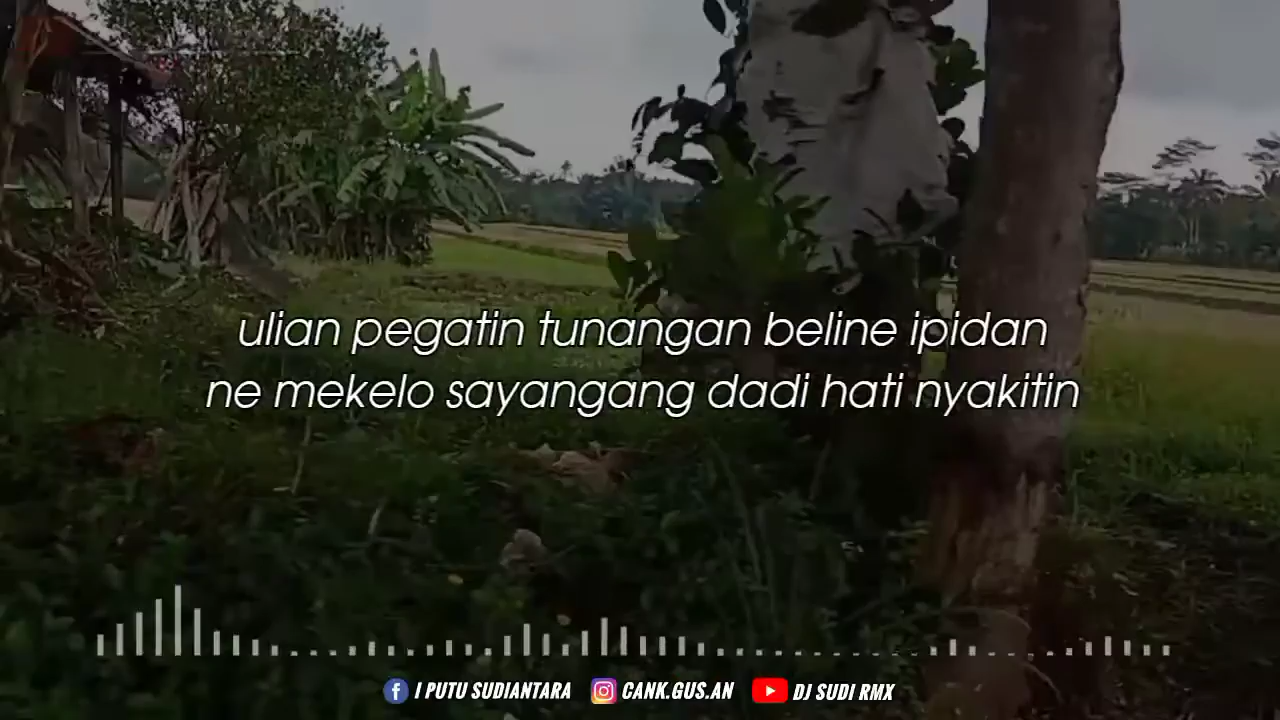 ulian pegatin tunangan beline ipidan
ne mekelo sayangang dadi hati nyakitin
I PUTU SUDIANTARA CANK.GUS.AN DJ SUDI RMX